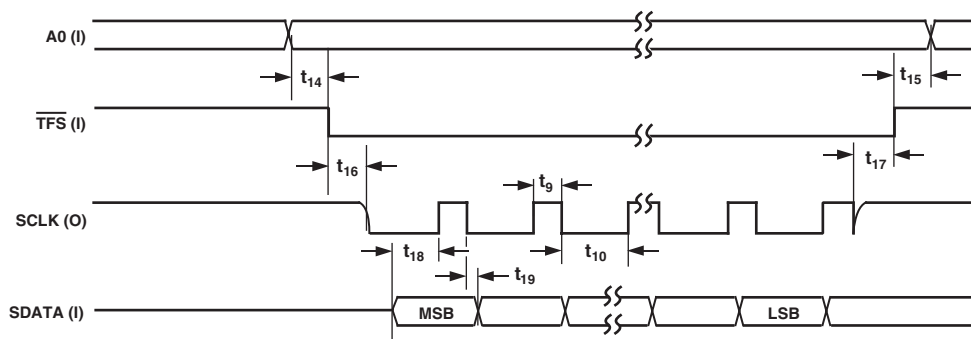 A0 (I)
t14
t15
TFS (I)
t16
t17
t9
SCLK (O)
t18
t19
t10
SDATA (I)
MSB
LSB